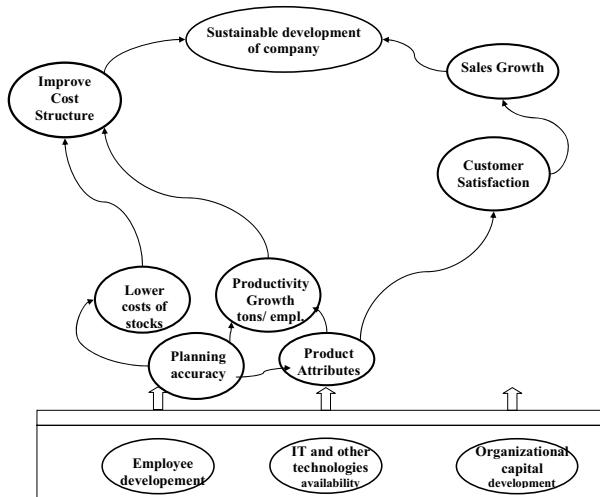 Sustainable development
of company
Improve
Cost
Structure
Sales Growth
Customer
Satisfaction
Lower
costs of
stocks
Productivity
Growth
tons/ empl.
Planning
accuracy
Product
Attributes
Employee
developement
IT and other
technologies
availability
Organizational
capital
development